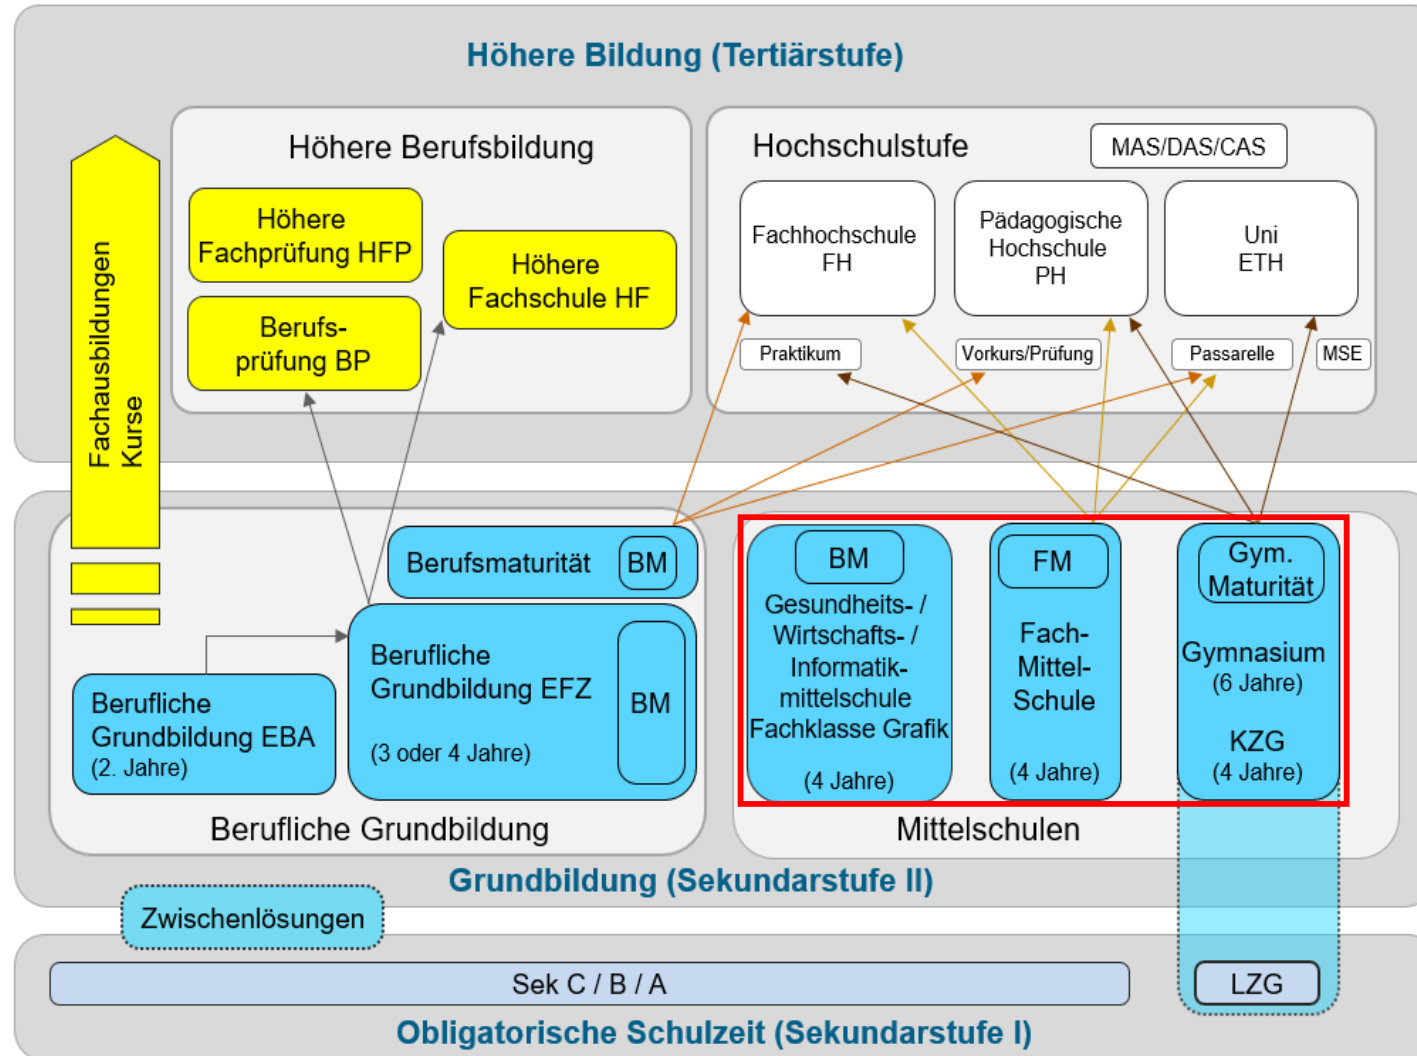 Höhere Bildung (Tertiärstufe)
Fachausbildungen
Kurse
Höhere Berufsbildung
Höhere
Fachprüfung HFP
Berufs-
prüfung BP
Höhere
Fachschule HF
Hochschulstufe
MAS/DAS/CAS
Fachhochschule
FH
Pädagogische
Hochschule
PH
Uni
ETH
Praktikum
Vorkurs/Prüfung
Passarelle
MSE
Berufsmaturität
BM
Berufliche
Grundbildung EFZ
(3 oder 4 Jahre)
BM
Berufliche
Grundbildung EBA
(2. Jahre)
Berufliche Grundbildung
BM
Gesundheits- /
Wirtschafts- /
Informatik-
mittelschule
Fachklasse Grafik
(4 Jahre)
FM
Fach-
Mittel-
Schule
(4 Jahre)
Gym.
Maturität
Gymnasium
(6 Jahre)
KZG
(4 Jahre)
Mittelschulen
Grundbildung (Sekundarstufe II)
Zwischenlösungen
Sek C / B / A
LZG
Obligatorische Schulzeit (Sekundarstufe I)